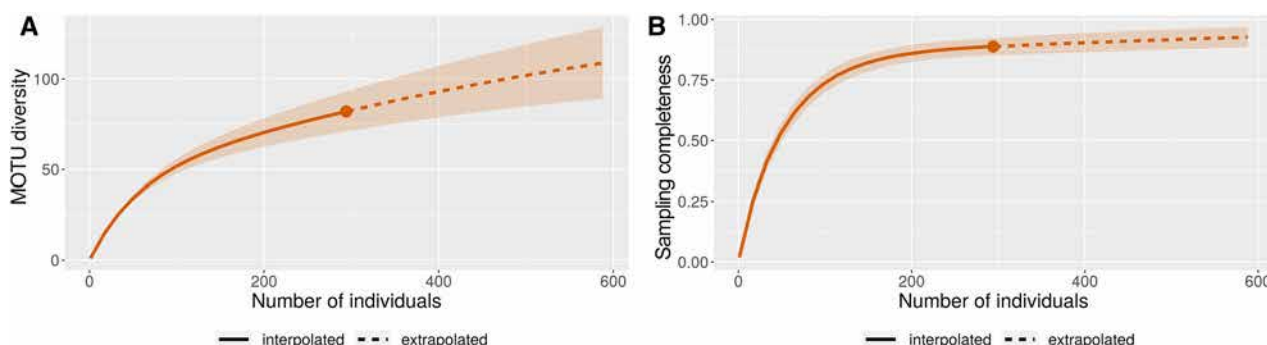 A
MOTU diversity
100
50
0
0 200 400 600
Number of individuals
interpolated extrapolated
B
Sampling completeness
1.00
0.75
0.50
0.25
0.00
0 200 400 600
Number of individuals
interpolated extrapolated